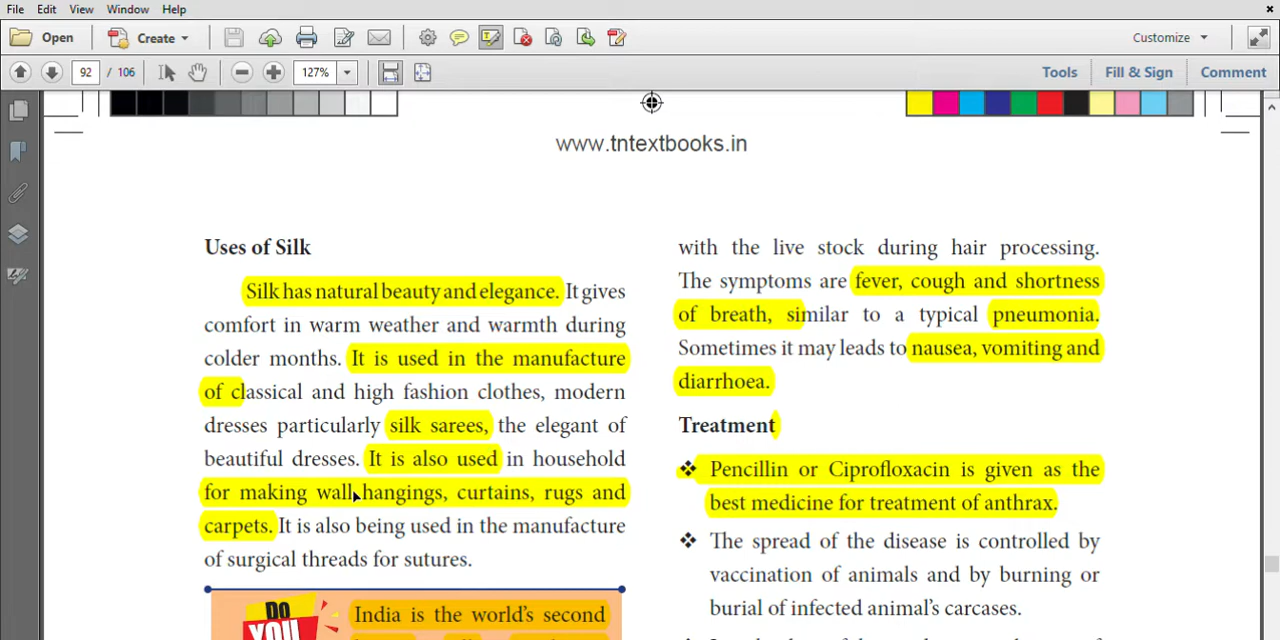 File Edit View Window Help
Open Create Customize
92 / 106 127% Tools Fill & Sign Comment
www.tntextbooks.in
Uses of Silk
Silk has natural beauty and elegance. It gives
comfort in warm weather and warmth during
colder months. It is used in the manufacture
of classical and high fashion clothes, modern
dresses particularly silk sarees, the elegant of
beautiful dresses. It is also used in household
for making wall hangings, curtains, rugs and
carpets. It is also being used in the manufacture
of surgical threads for sutures.
DO
YOU
India is the world's second
with the live stock during hair processing.
The symptoms are fever, cough and shortness
of breath, similar to a typical pneumonia.
Sometimes it may leads to nausea, vomiting and
diarrhoea.
Treatment
❖ Pencillin or Ciprofloxacin is given as the
best medicine for treatment of anthrax.
❖ The spread of the disease is controlled by
vaccination of animals and by burning or
burial of infected animal's carcases.